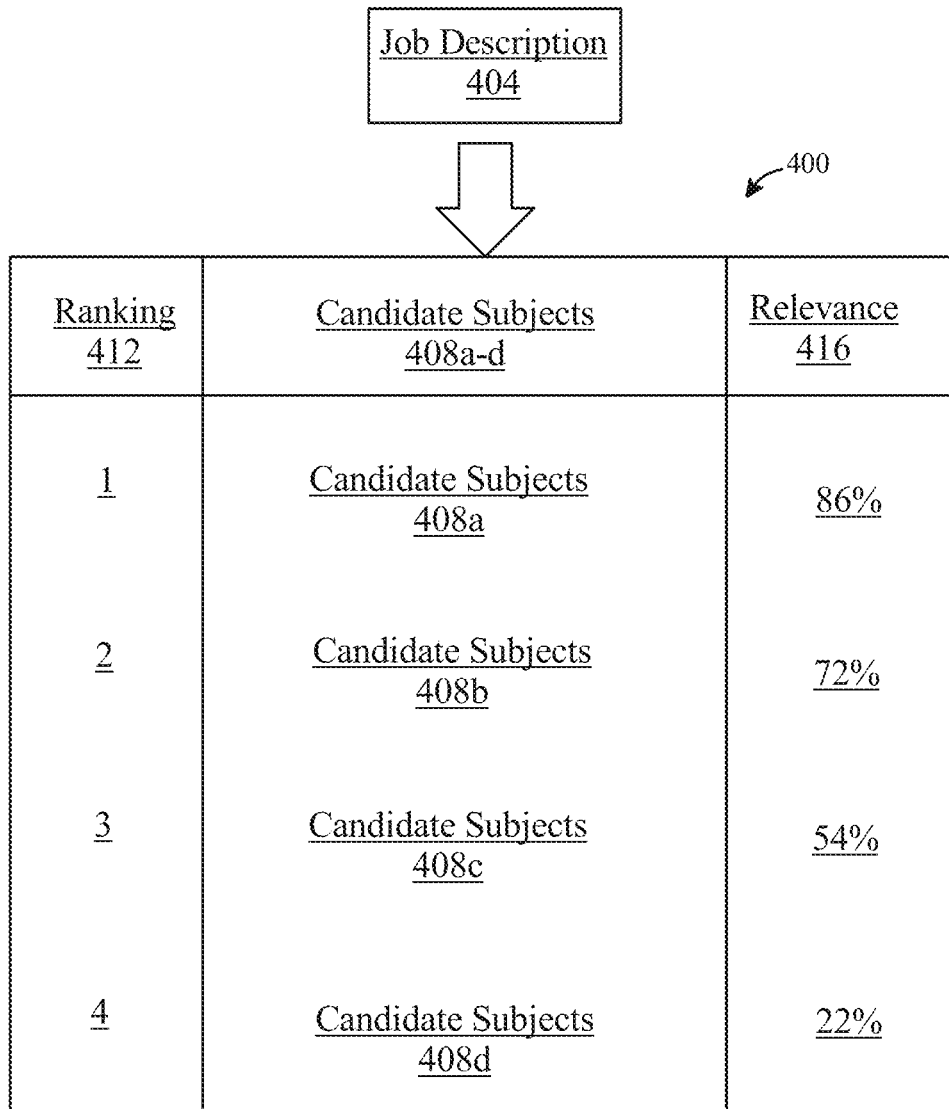 Job Description
404
400
Ranking
412
Candidate Subjects
408a-d
Relevance
416
1
Candidate Subjects
408a
86%
2
Candidate Subjects
408b
72%
3
Candidate Subjects
408c
54%
4
Candidate Subjects
408d
22%